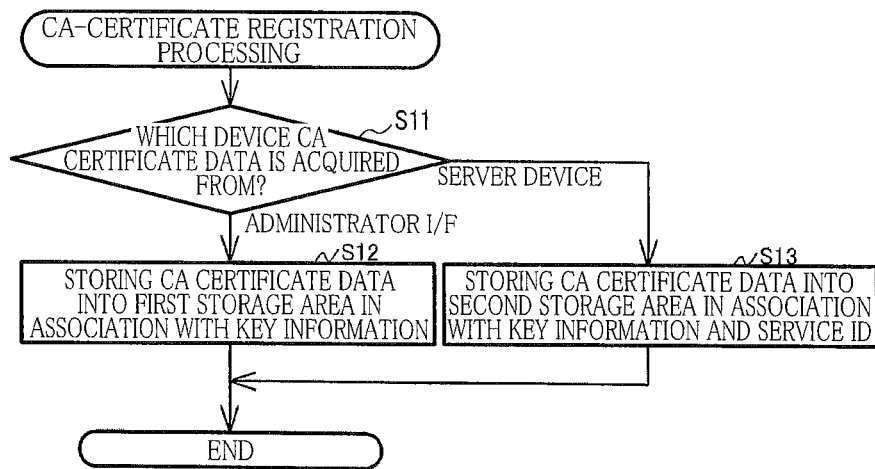 CA-CERTIFICATE REGISTRATION
PROCESSING
S11
WHICH DEVICE CA
CERTIFICATE DATA IS ACQUIRED
FROM?
SERVER DEVICE
ADMINISTRATOR I/F
S12
S13
STORING CA CERTIFICATE DATA
INTO FIRST STORAGE AREA IN
ASSOCIATION WITH KEY INFORMATION
STORING CA CERTIFICATE DATA INTO
SECOND STORAGE AREA IN ASSOCIATION
WITH KEY INFORMATION AND SERVICE ID
END